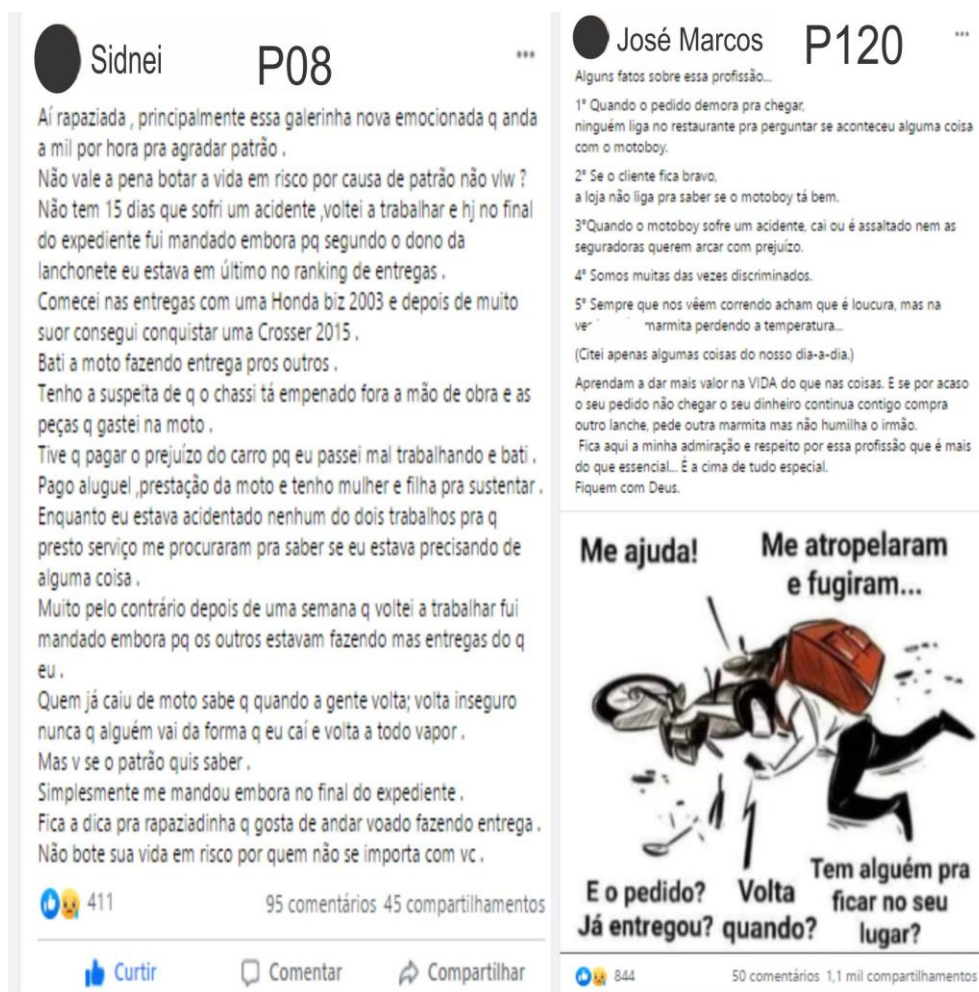 Sidnei
P08
Aí rapaziada , principalmente essa galerinha nova emocionada q anda
a mil por hora pra agradar patrão .
Não vale a pena botar a vida em risco por causa de patrão não vlw ?
Não tem 15 dias que sofri um acidente ,voltei a trabalhar e hj no final
do expediente fui mandado embora pq segundo o dono da
lanchonete eu estava em último no ranking de entregas .
Comecei nas entregas com uma Honda biz 2003 e depois de muito
suor consegui conquistar uma Crosser 2015 .
Bati a moto fazendo entrega pros outros .
Tenho a suspeita de q o chassi tá empenado fora a mão de obra e as
peças q gastei na moto .
Tive q pagar o prejuízo do carro pq eu passei mal trabalhando e bati .
Pago aluguel ,prestação da moto e tenho mulher e filha pra sustentar .
Enquanto eu estava acidentado nenhum do dois trabalhos pra q
presto serviço me procuraram pra saber se eu estava precisando de
alguma coisa .
Muito pelo contrário depois de uma semana q voltei a trabalhar fui
mandado embora pq os outros estavam fazendo mas entregas do q
eu .
Quem já caiu de moto sabe q quando a gente volta; volta inseguro
nunca q alguém vai da forma q eu caí e volta a todo vapor .
Mas v se o patrão quis saber .
Simplesmente me mandou embora no final do expediente .
Fica a dica pra rapaziadinha q gosta de andar voado fazendo entrega .
Não bote sua vida em risco por quem não se importa com vc .
411
95 comentários 45 compartilhamentos
Curtir
Comentar
Compartilhar
José Marcos
P120
Alguns fatos sobre essa profissão...
1° Quando o pedido demora pra chegar,
ninguém liga no restaurante pra perguntar se aconteceu alguma coisa
com o motoboy.
2° Se o cliente fica bravo,
a loja não liga pra saber se o motoboy tá bem.
3°Quando o motoboy sofre um acidente, cai ou é assaltado nem as
seguradoras querem arcar com prejuízo.
4° Somos muitas das vezes discriminados.
5° Sempre que nos vêem correndo acham que é loucura, mas na
marmita perdendo a temperatura...
(Citei apenas algumas coisas do nosso dia-a-dia.)
Aprendam a dar mais valor na VIDA do que nas coisas. E se por acaso
o seu pedido não chegar o seu dinheiro continua contigo compra
outro lanche, pede outra marmita mas não humilha o irmão.
Fica aqui a minha admiração e respeito por essa profissão que é mais
do que essencial... É a cima de tudo especial.
Fiquem com Deus.
Me ajuda!
Me atropelaram
e fugiram...
E o pedido?
Já entregou?
Volta
quando?
Tem alguém pra
ficar no seu
lugar?
844
50 comentários 1,1 mil compartilhamentos